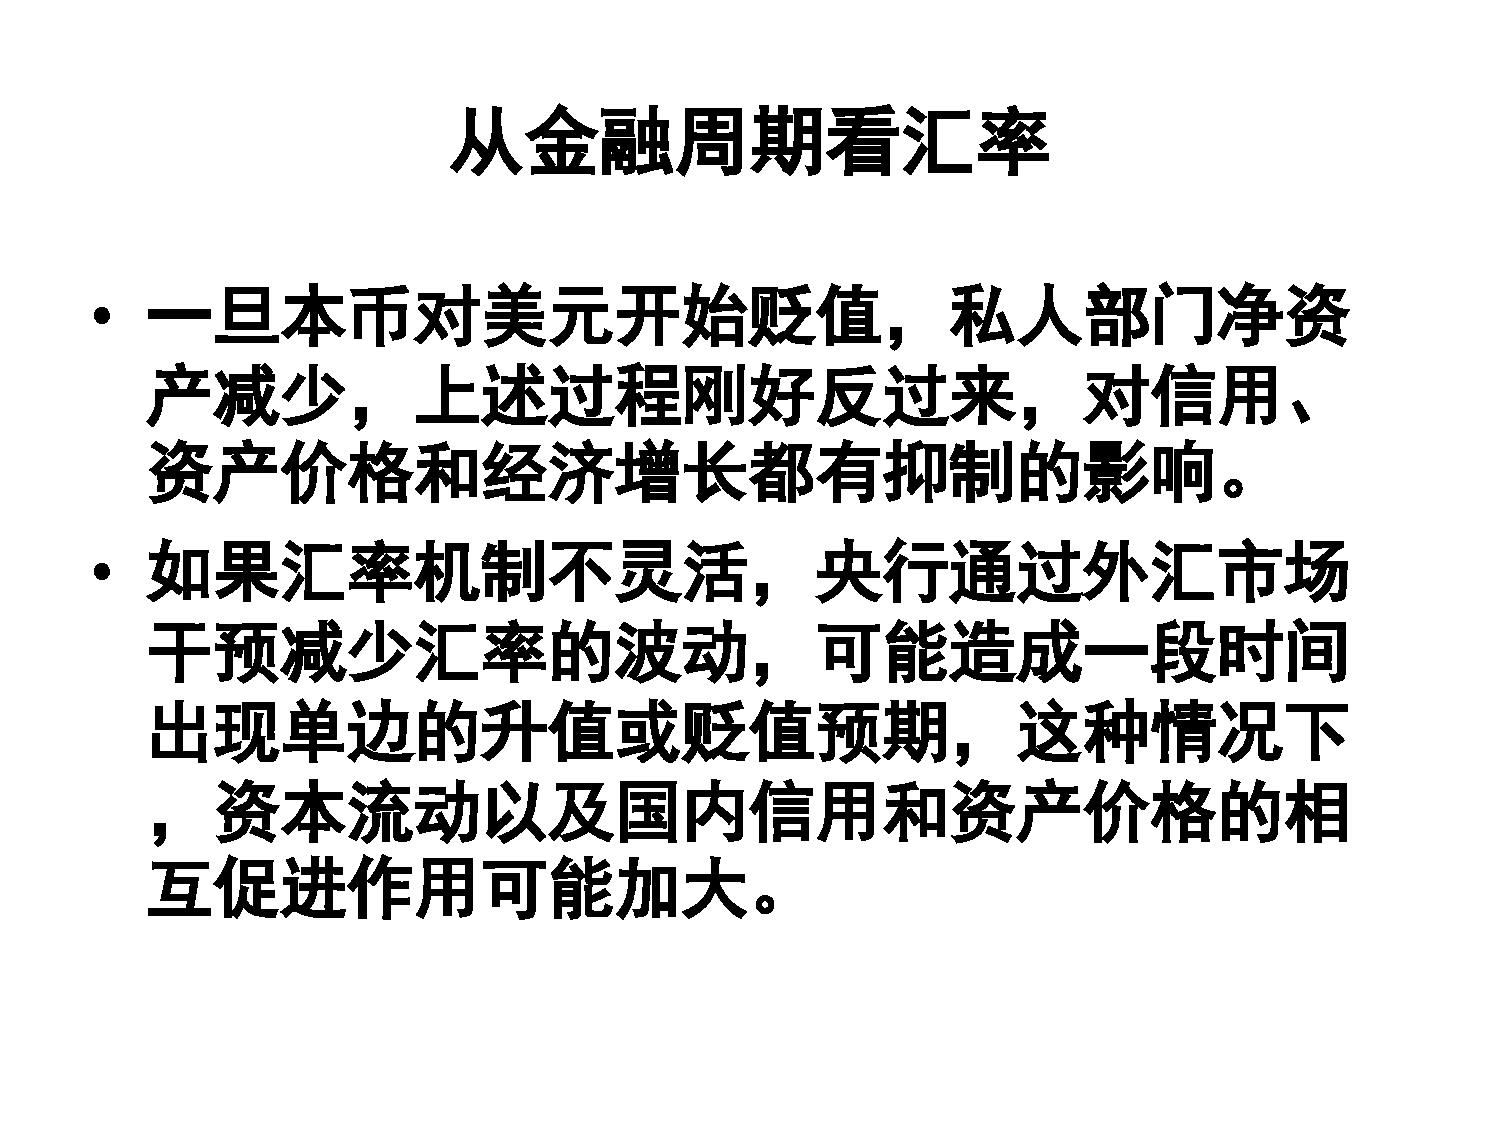 从金融周期看汇率
• 一旦本币对美元开始贬值，私人部门净资
产减少，上述过程刚好反过来，对信用、
资产价格和经济增长都有抑制的影响。
• 如果汇率机制不灵活，央行通过外汇市场
干预减少汇率的波动，可能造成一段时间
出现单边的升值或贬值预期，这种情况下
，资本流动以及国内信用和资产价格的相
互促进作用可能加大。